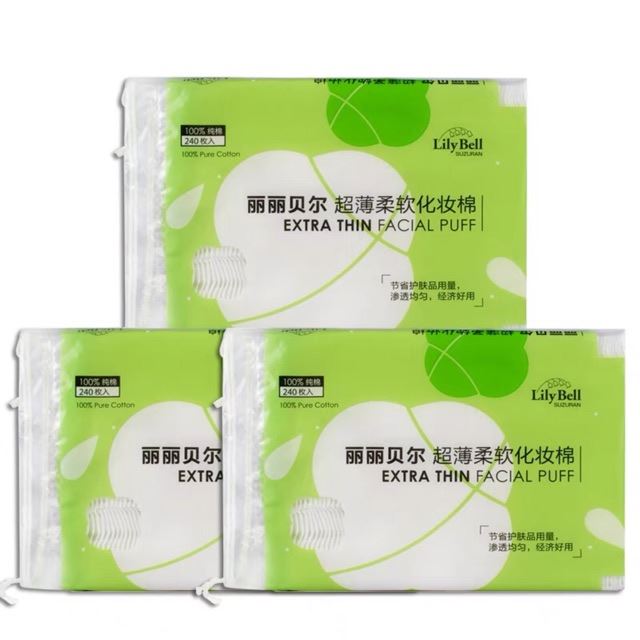 100% 纯棉
240 枚入
100% Pure Cotton
Lily Bell
SUZURAN
丽丽贝尔 超薄柔软化妆棉
EXTRA THIN FACIAL PUFF
节省护肤品用量,
渗透均匀,经济好用
100% 纯棉
240 枚入
100% Pure Cotton
丽丽贝尔
EXTRA THIN
100% 纯棉
240 枚入
100% Pure Cotton
Lily Bell
SUZURAN
丽丽贝尔 超薄柔软化妆棉
EXTRA THIN FACIAL PUFF
节省护肤品用量,
渗透均匀,经济好用